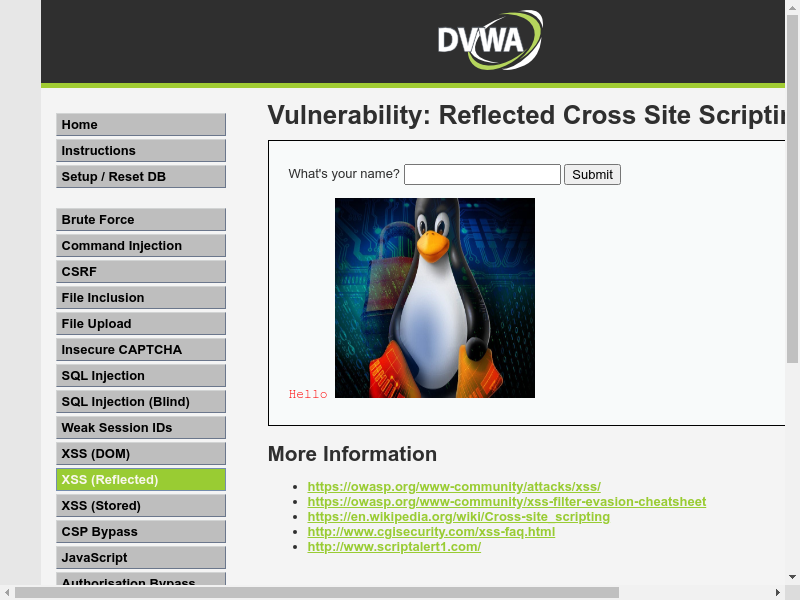 DVWA
Vulnerability: Reflected Cross Site Scriptin
Home
Instructions
Setup / Reset DB
Brute Force
Command Injection
CSRF
File Inclusion
File Upload
Insecure CAPTCHA
SQL Injection
SQL Injection (Blind)
Weak Session IDs
XSS (DOM)
XSS (Reflected)
XSS (Stored)
CSP Bypass
JavaScript
Authorisation Bypass
What's your name? Submit
Hello
More Information
https://owasp.org/www-community/attacks/xss/
https://owasp.org/www-community/xss-filter-evasion-cheatsheet
https://en.wikipedia.org/wiki/Cross-site_scripting
http://www.cgisecurity.com/xss-faq.html
http://www.scriptalert1.com/